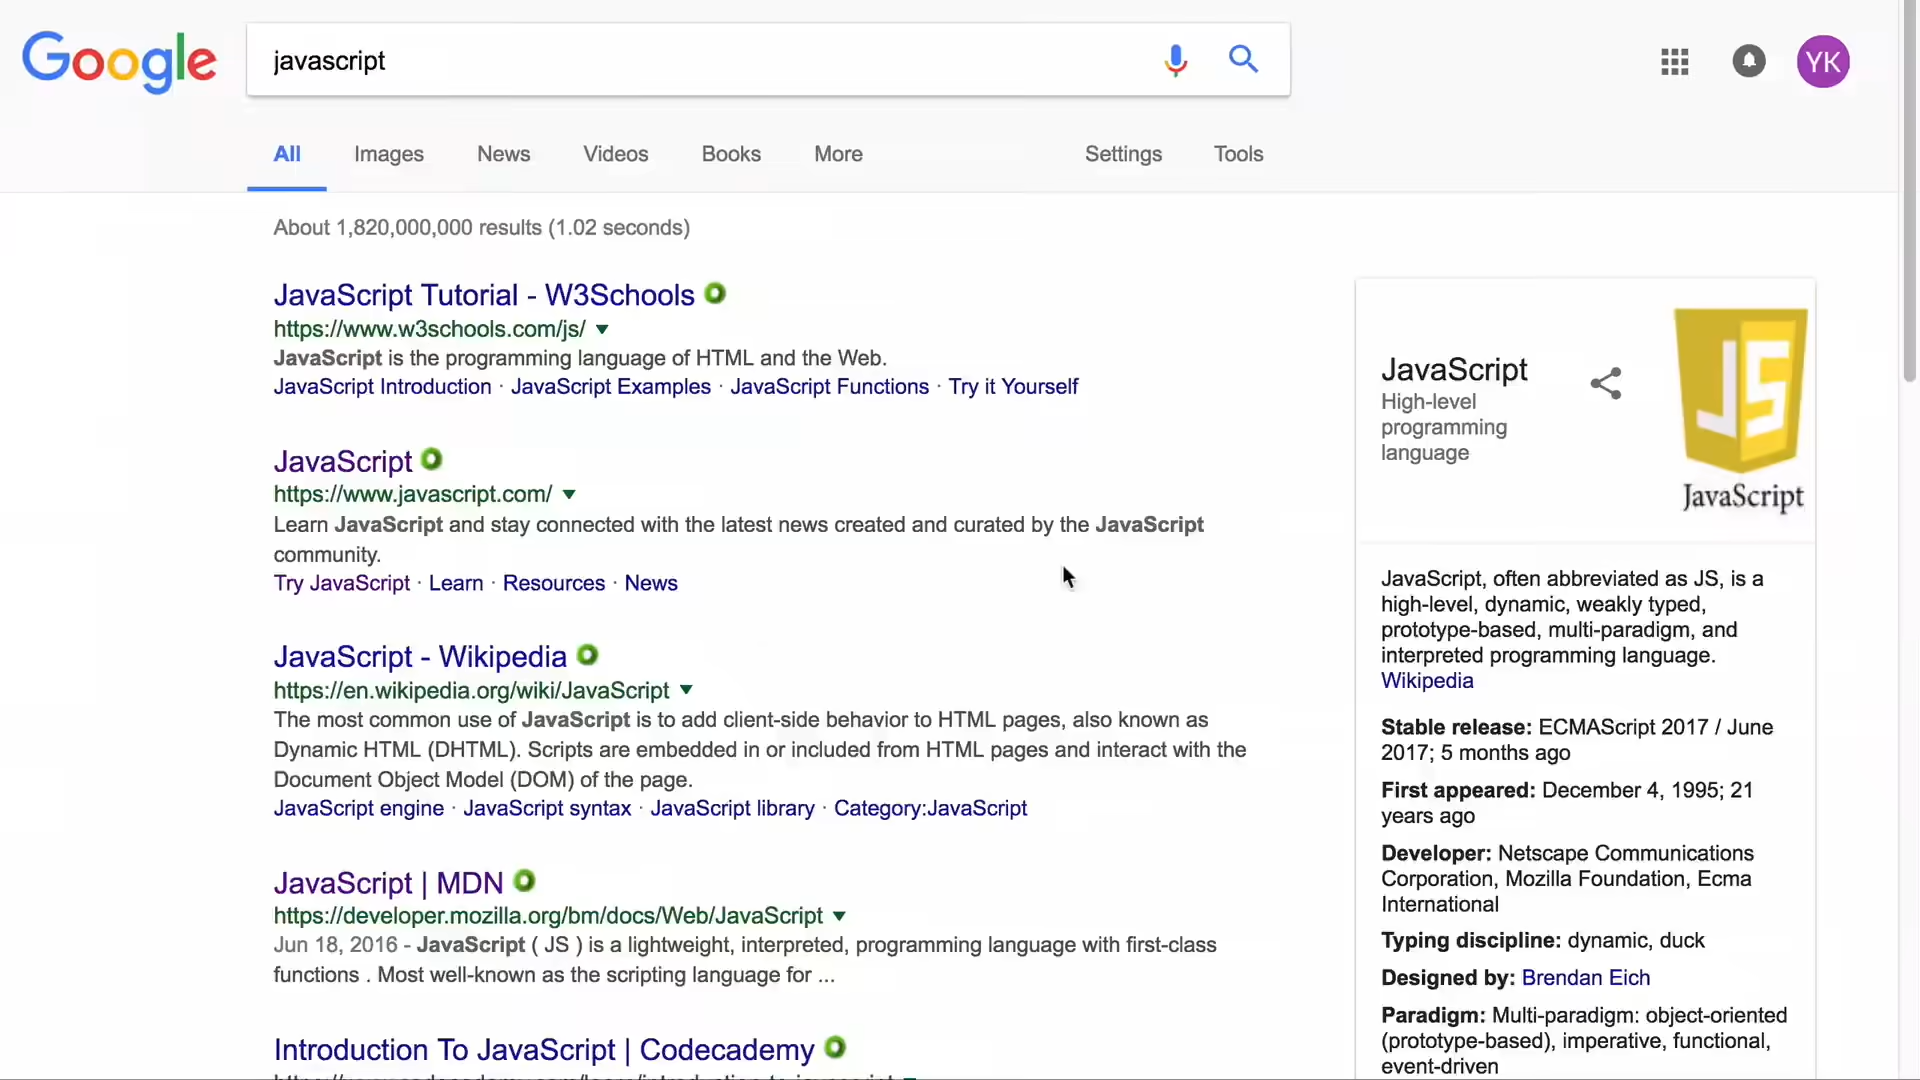 Google
javascript
YK
All Images News Videos Books More Settings Tools
About 1,820,000,000 results (1.02 seconds)
JavaScript Tutorial - W3Schools
https://www.w3schools.com/js/
JavaScript is the programming language of HTML and the Web.
JavaScript Introduction · JavaScript Examples · JavaScript Functions · Try it Yourself
JavaScript
https://www.javascript.com/
Learn JavaScript and stay connected with the latest news created and curated by the JavaScript
community.
Try JavaScript · Learn · Resources · News
JavaScript - Wikipedia
https://en.wikipedia.org/wiki/JavaScript
The most common use of JavaScript is to add client-side behavior to HTML pages, also known as
Dynamic HTML (DHTML). Scripts are embedded in or included from HTML pages and interact with the
Document Object Model (DOM) of the page.
JavaScript engine · JavaScript syntax · JavaScript library · Category:JavaScript
JavaScript | MDN
https://developer.mozilla.org/bm/docs/Web/JavaScript
Jun 18, 2016 - JavaScript ( JS ) is a lightweight, interpreted, programming language with first-class
functions . Most well-known as the scripting language for ...
Introduction To JavaScript | Codecademy
JavaScript
High-level
programming
language
JS
JavaScript
JavaScript, often abbreviated as JS, is a
high-level, dynamic, weakly typed,
prototype-based, multi-paradigm, and
interpreted programming language.
Wikipedia
Stable release: ECMAScript 2017 / June
2017; 5 months ago
First appeared: December 4, 1995; 21
years ago
Developer: Netscape Communications
Corporation, Mozilla Foundation, Ecma
International
Typing discipline: dynamic, duck
Designed by: Brendan Eich
Paradigm: Multi-paradigm: object-oriented
(prototype-based), imperative, functional,
event-driven